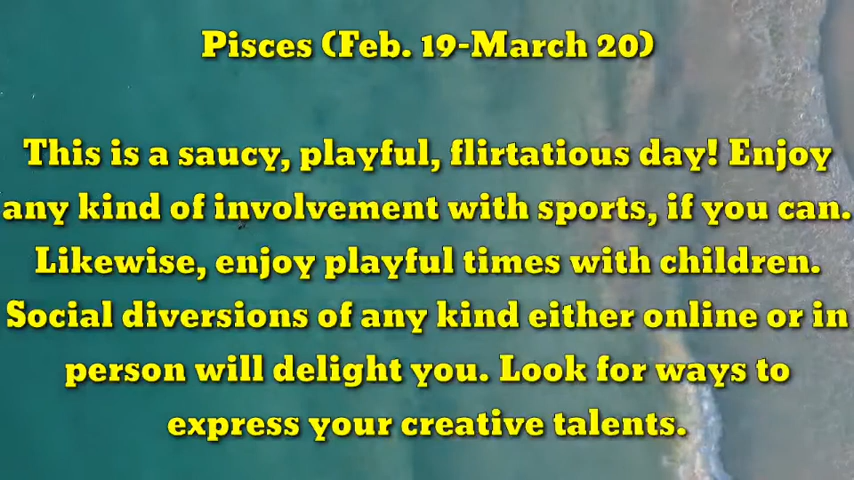 Pisces (Feb. 19-March 20)
This is a saucy, playful, flirtatious day! Enjoy
any kind of involvement with sports, if you can.
Likewise, enjoy playful times with children.
Social diversions of any kind either online or in
person will delight you. Look for ways to
express your creative talents.